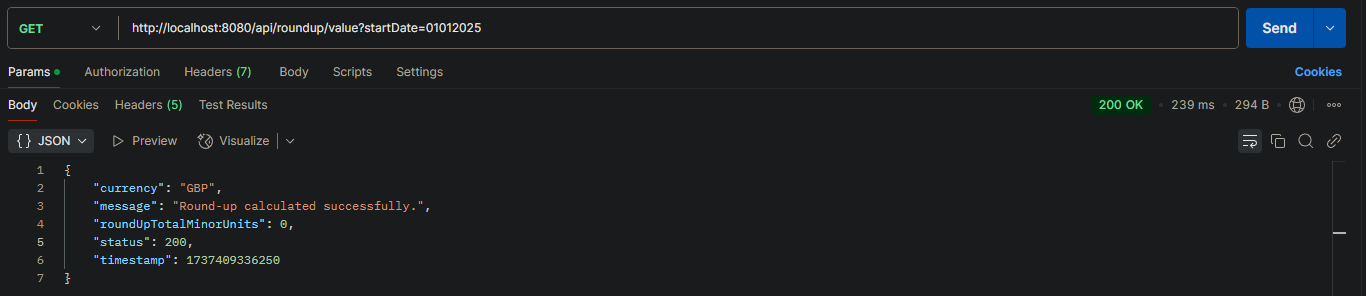 GET http://localhost:8080/api/roundup/value?startDate=01012025 Send
Params Authorization Headers (7) Body Scripts Settings Cookies
Body Cookies Headers (5) Test Results 200 OK • 239 ms • 294 B •
{} JSON Preview Visualize
1 {
2 "currency": "GBP",
3 "message": "Round-up calculated successfully.",
4 "roundUpTotalMinorUnits": 0,
5 "status": 200,
6 "timestamp": 1737409336250
7 }